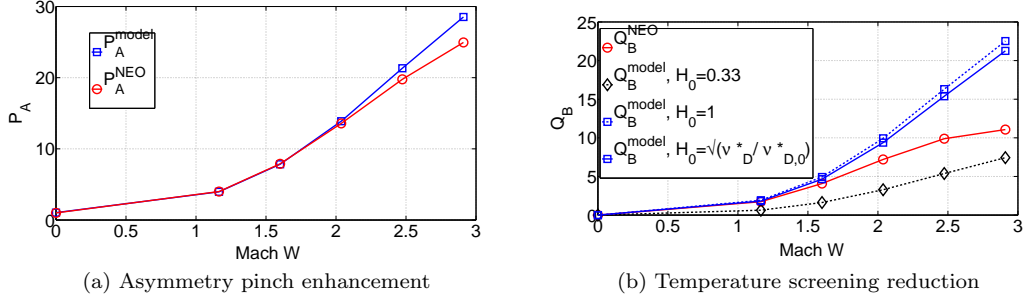 30
20
10
0
P_A
P_A^model
P_A^NEO
0 0.5 1 1.5 2 2.5 3
Mach W
(a) Asymmetry pinch enhancement
25
20
15
10
5
0
Q_B
Q_B^NEO
Q_B^model, H_0=0.33
Q_B^model, H_0=1
Q_B^model, H_0=√(ν*_D/ ν*_D,0)
0 0.5 1 1.5 2 2.5 3
Mach W
(b) Temperature screening reduction